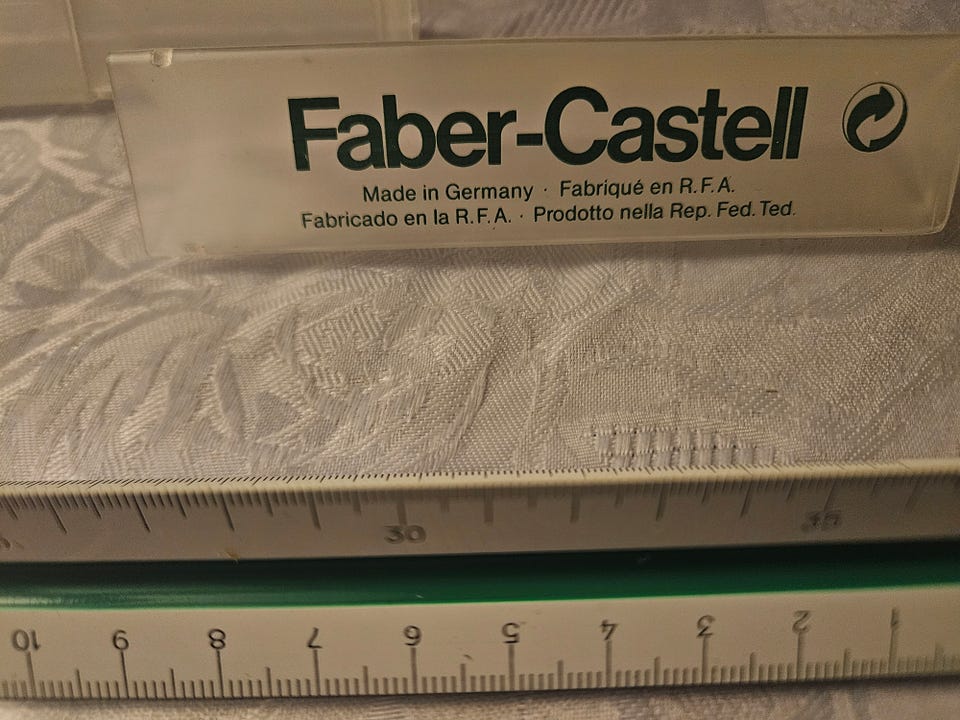 Faber-Castell
Made in Germany · Fabriqué en R.F.A.
Fabricado en la R.F.A. · Prodotto nella Rep. Fed. Ted.
30 35
10 9 8 7 6 5 4 3 2 1